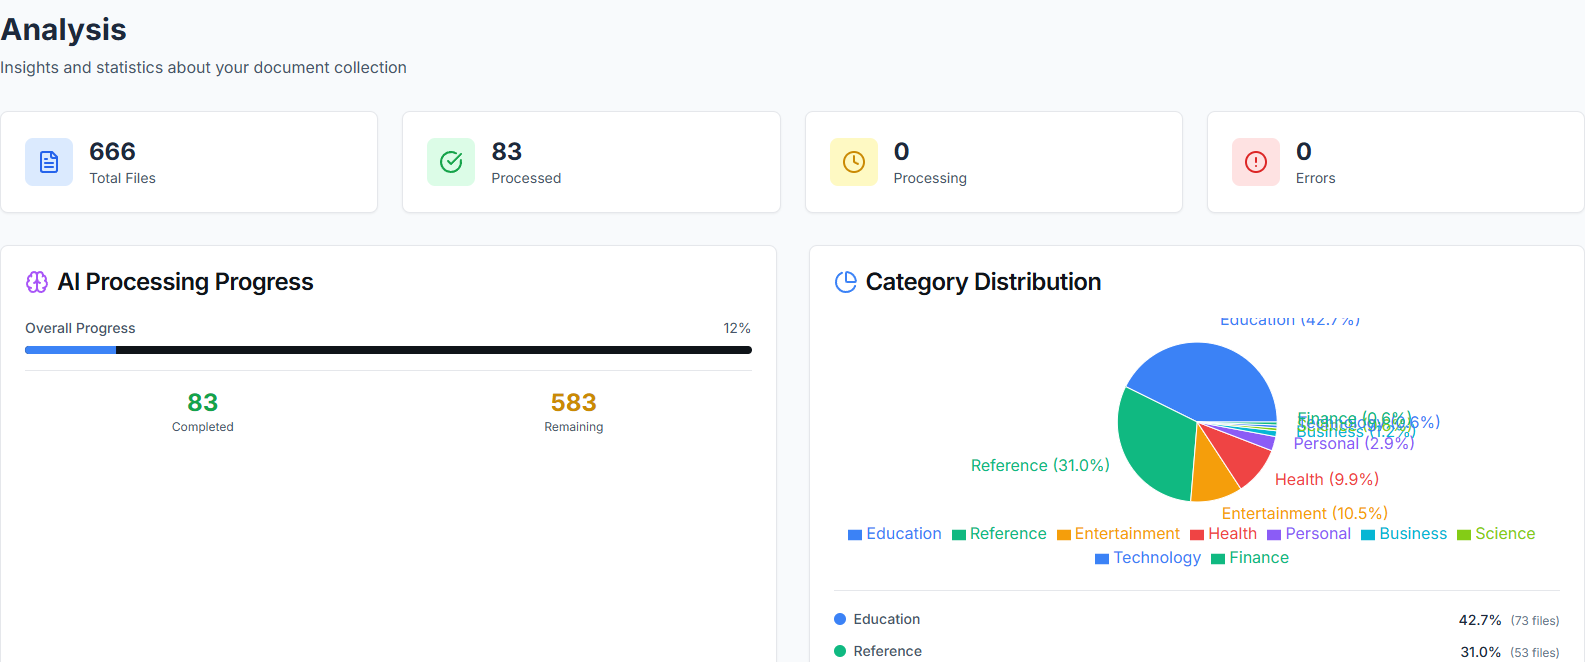 Analysis
Insights and statistics about your document collection
666
Total Files
83
Processed
0
Processing
0
Errors
AI Processing Progress
Overall Progress
12%
83
Completed
583
Remaining
Category Distribution
Education (42.7%)
Finance (0.6%)
Technology (0.6%)
Business (1.2%)
Personal (2.9%)
Reference (31.0%)
Health (9.9%)
Entertainment (10.5%)
Education Reference Entertainment Health Personal Business Science
Technology Finance
Education 42.7% (73 files)
Reference 31.0% (53 files)